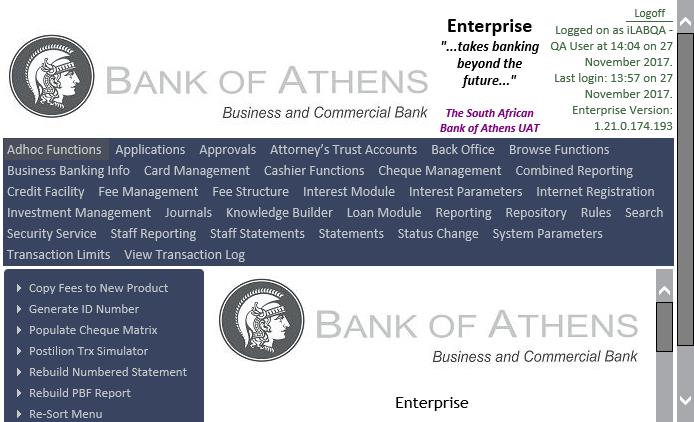 Enterprise
"...takes banking
beyond the
future..."
The South African
Bank of Athens UAT
Logoff
Logged on as iLABQA -
QA User at 14:04 on 27
November 2017.
Last login: 13:57 on 27
November 2017.
Enterprise Version:
1.21.0.174.193
BANK OF ATHENS
Business and Commercial Bank
Adhoc Functions Applications Approvals Attorney's Trust Accounts Back Office Browse Functions
Business Banking Info Card Management Cashier Functions Cheque Management Combined Reporting
Credit Facility Fee Management Fee Structure Interest Module Interest Parameters Internet Registration
Investment Management Journals Knowledge Builder Loan Module Reporting Repository Rules Search
Security Service Staff Reporting Staff Statements Statements Status Change System Parameters
Transaction Limits View Transaction Log
Copy Fees to New Product
Generate ID Number
Populate Cheque Matrix
Postilion Trx Simulator
Rebuild Numbered Statement
Rebuild PBF Report
Re-Sort Menu
BANK OF ATHENS
Business and Commercial Bank
Enterprise